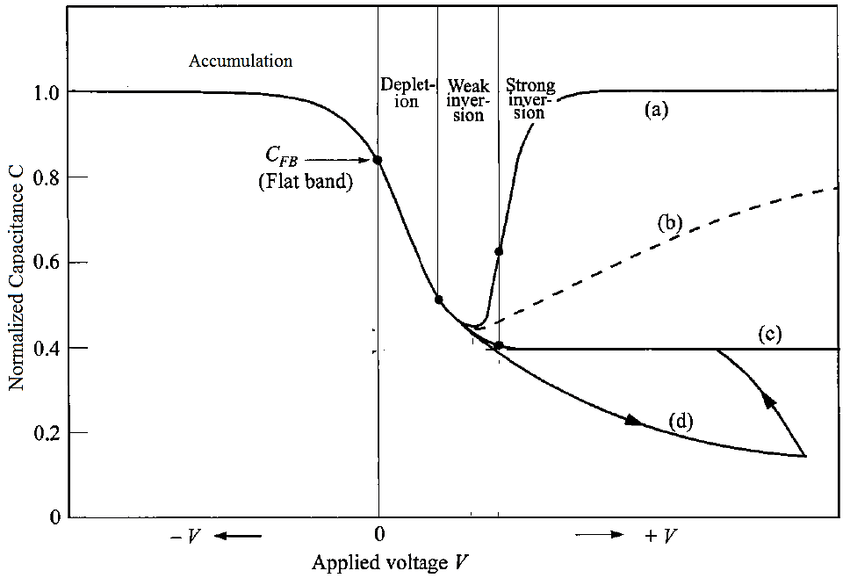 Accumulation
Deplet-
ion
Weak
inver-
sion
Strong
inver-
sion
1.0
(a)
C_FB
(Flat band)
0.8
(b)
0.6
0.4
(c)
0.2
(d)
0
Normalized Capacitance C
– V
0
+ V
Applied voltage V